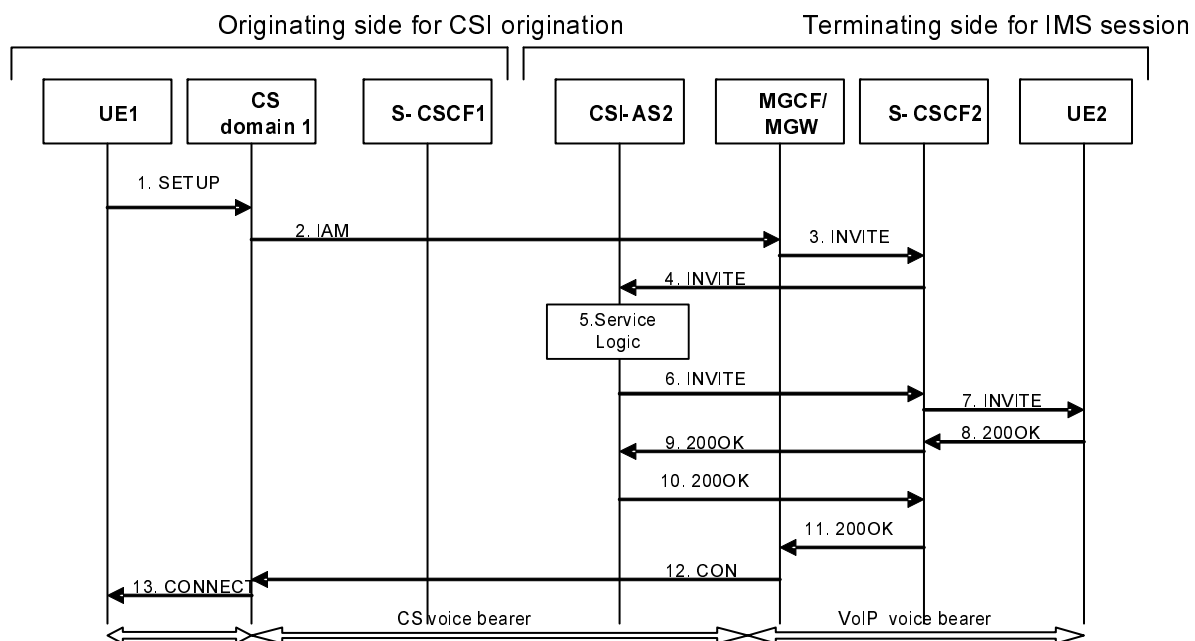 Originating side for CSI origination
Terminating side for IMS session
UE1
CS
domain 1
S- CSCF1
CSI-AS2
MGCF/
MGW
S- CSCF2
UE2
1. SETUP
2. IAM
3. INVITE
4. INVITE
5.Service
Logic
6. INVITE
7. INVITE
8. 200OK
9. 200OK
10. 200OK
11. 200OK
12. CON
13. CONNECT
CS voice bearer
VoIP voice bearer